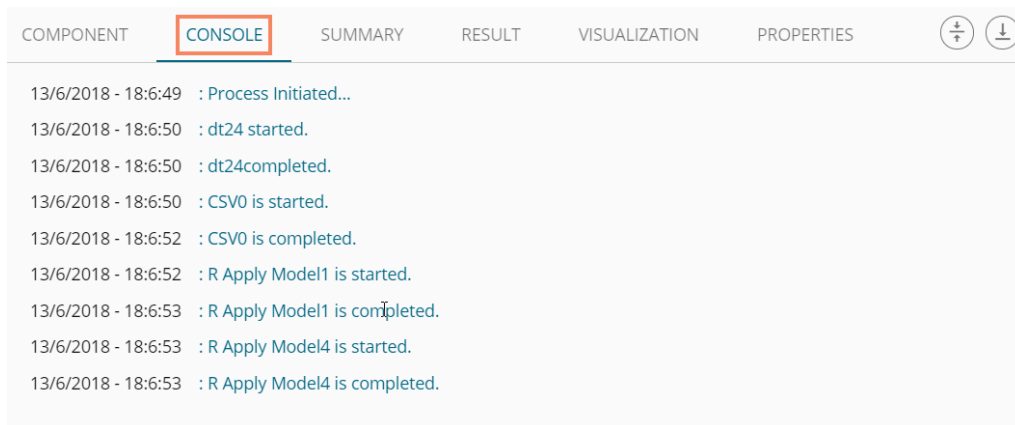 COMPONENT CONSOLE SUMMARY RESULT VISUALIZATION PROPERTIES
13/6/2018 - 18:6:49 : Process Initiated...
13/6/2018 - 18:6:50 : dt24 started.
13/6/2018 - 18:6:50 : dt24completed.
13/6/2018 - 18:6:50 : CSV0 is started.
13/6/2018 - 18:6:52 : CSV0 is completed.
13/6/2018 - 18:6:52 : R Apply Model1 is started.
13/6/2018 - 18:6:53 : R Apply Model1 is completed.
13/6/2018 - 18:6:53 : R Apply Model4 is started.
13/6/2018 - 18:6:53 : R Apply Model4 is completed.